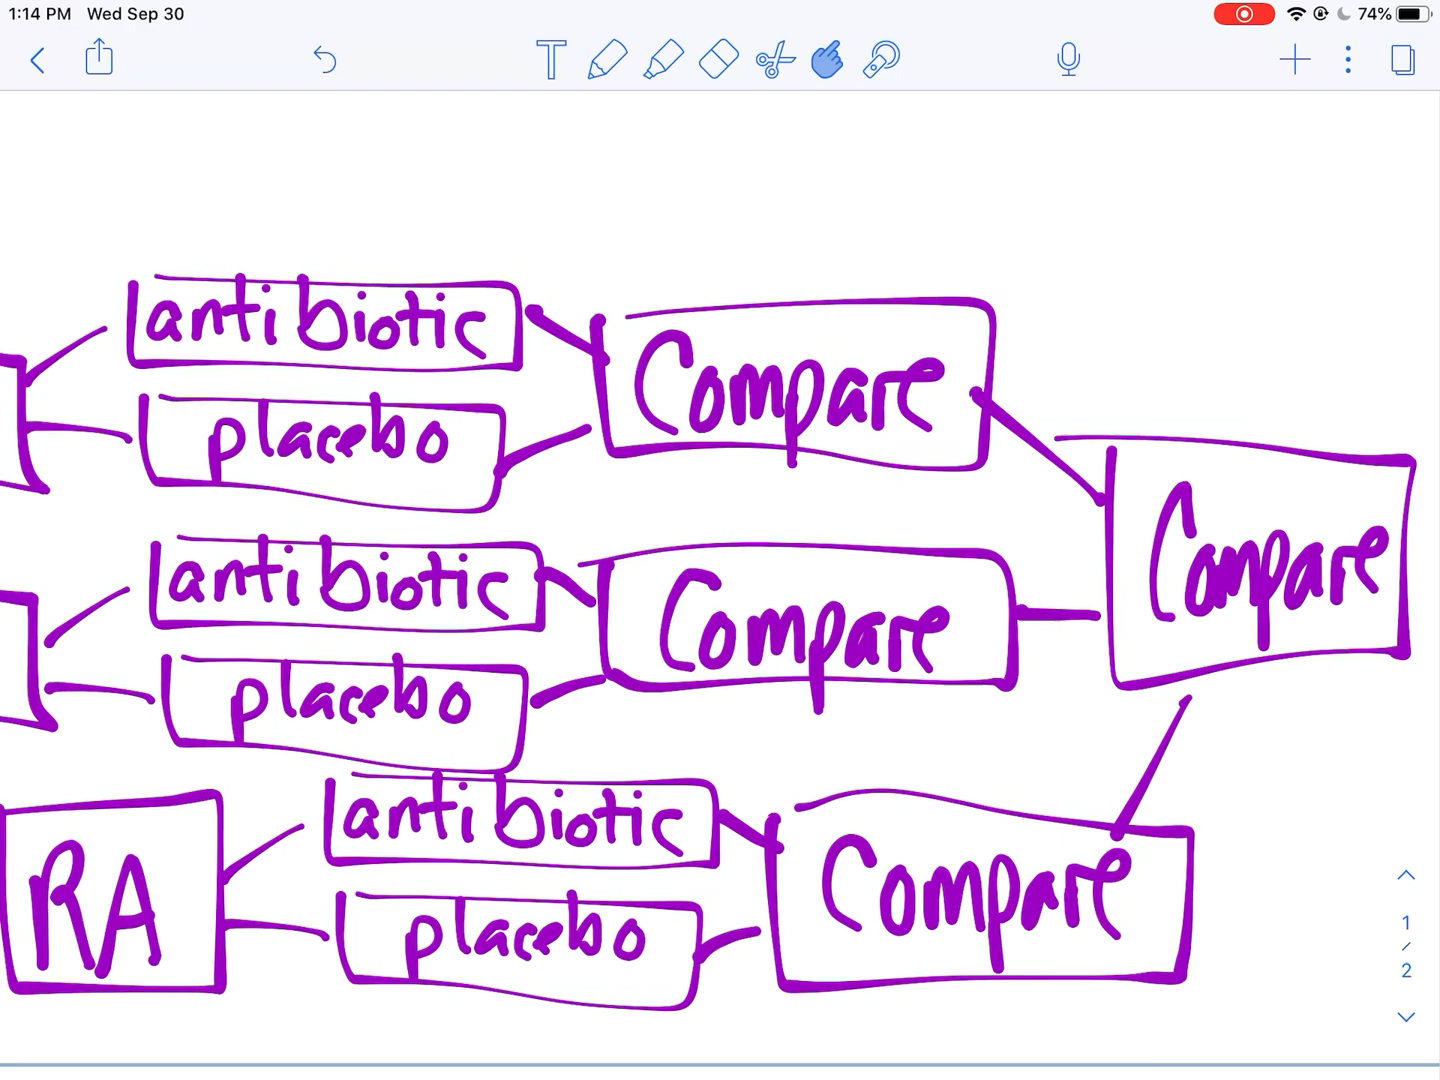 1:14 PM Wed Sep 30
74%
T
antibiotic
placebo
Compare
antibiotic
placebo
Compare
Compare
RA
antibiotic
placebo
Compare
1
/
2